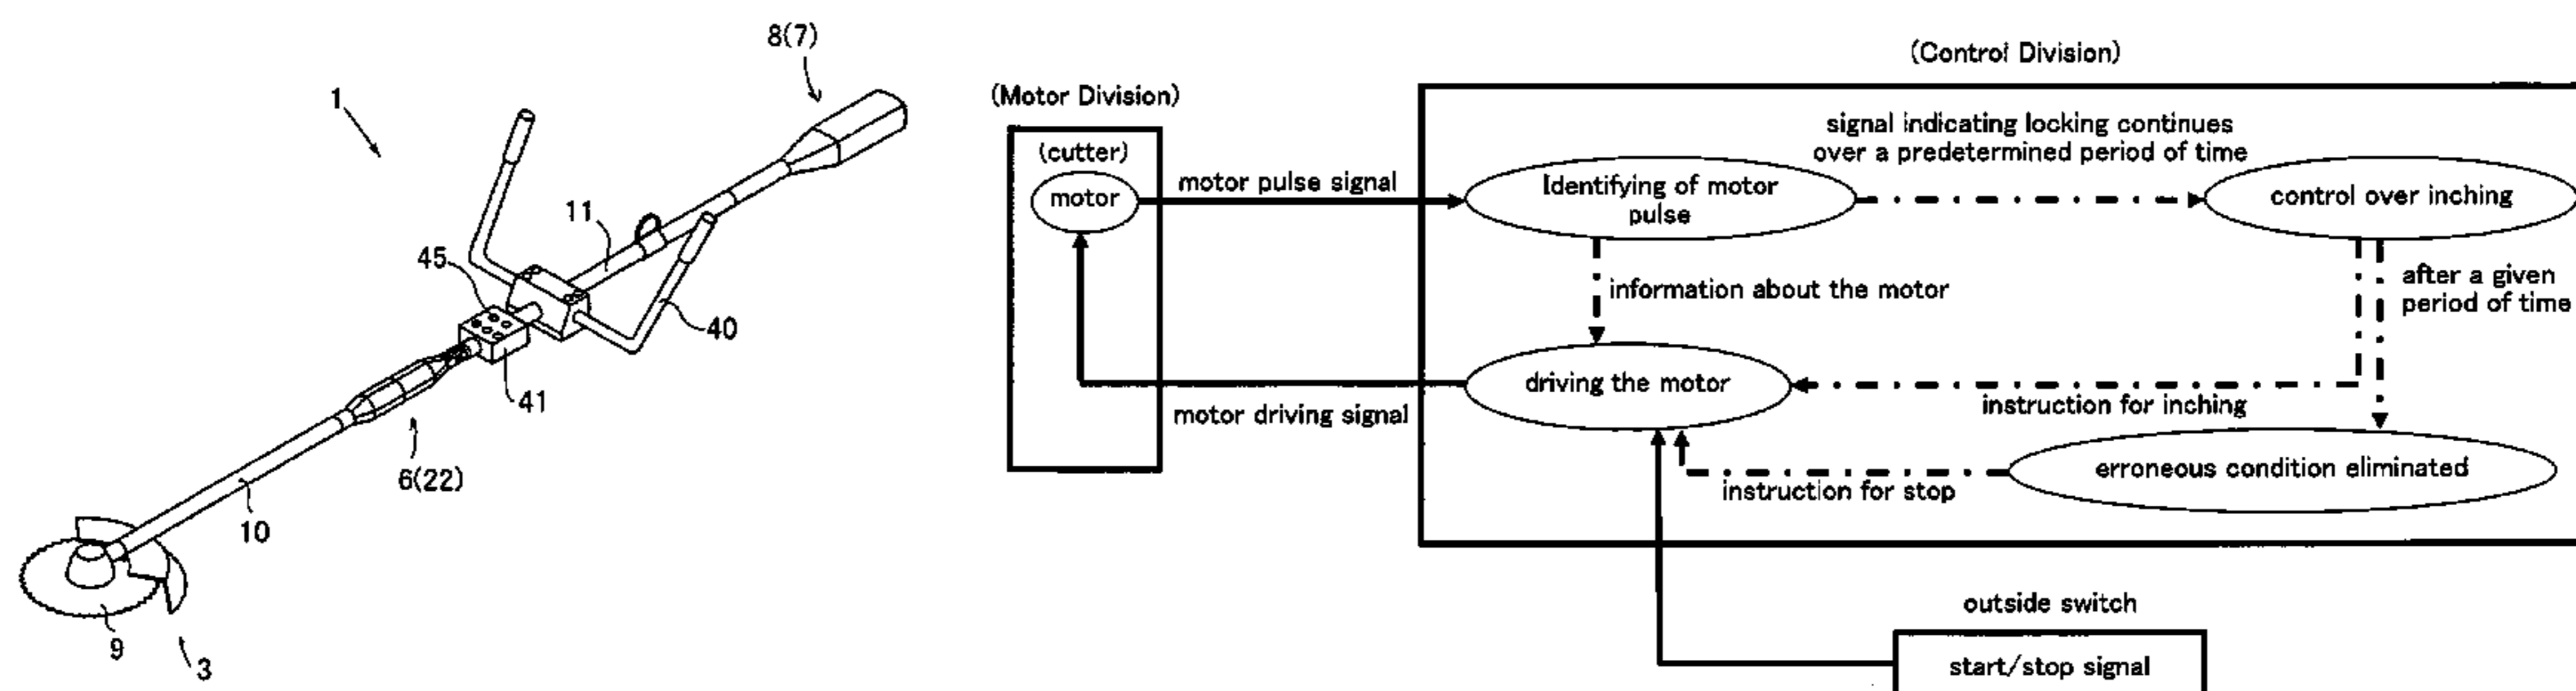 8(7)
1
11
45
40
41
6(22)
10
9
3
(Control Division)
(Motor Division)
(cutter)
motor
motor pulse signal
Identifying of motor
pulse
signal indicating locking continues
over a predetermined period of time
control over inching
information about the motor
after a given
period of time
driving the motor
motor driving signal
instruction for inching
erroneous condition eliminated
instruction for stop
outside switch
start/stop signal